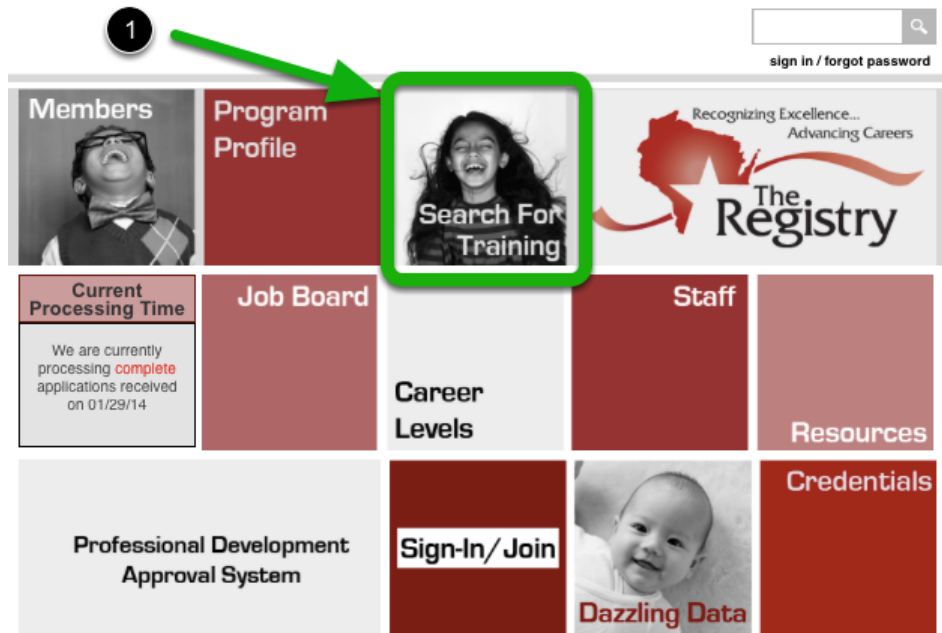 1
sign in / forgot password
Members
Program
Profile
Search For
Training
Recognizing Excellence...
Advancing Careers
The
Registry
Current
Processing Time
We are currently
processing complete
applications received
on 01/29/14
Job Board
Career
Levels
Staff
Resources
Professional Development
Approval System
Sign-In/Join
Dazzling Data
Credentials